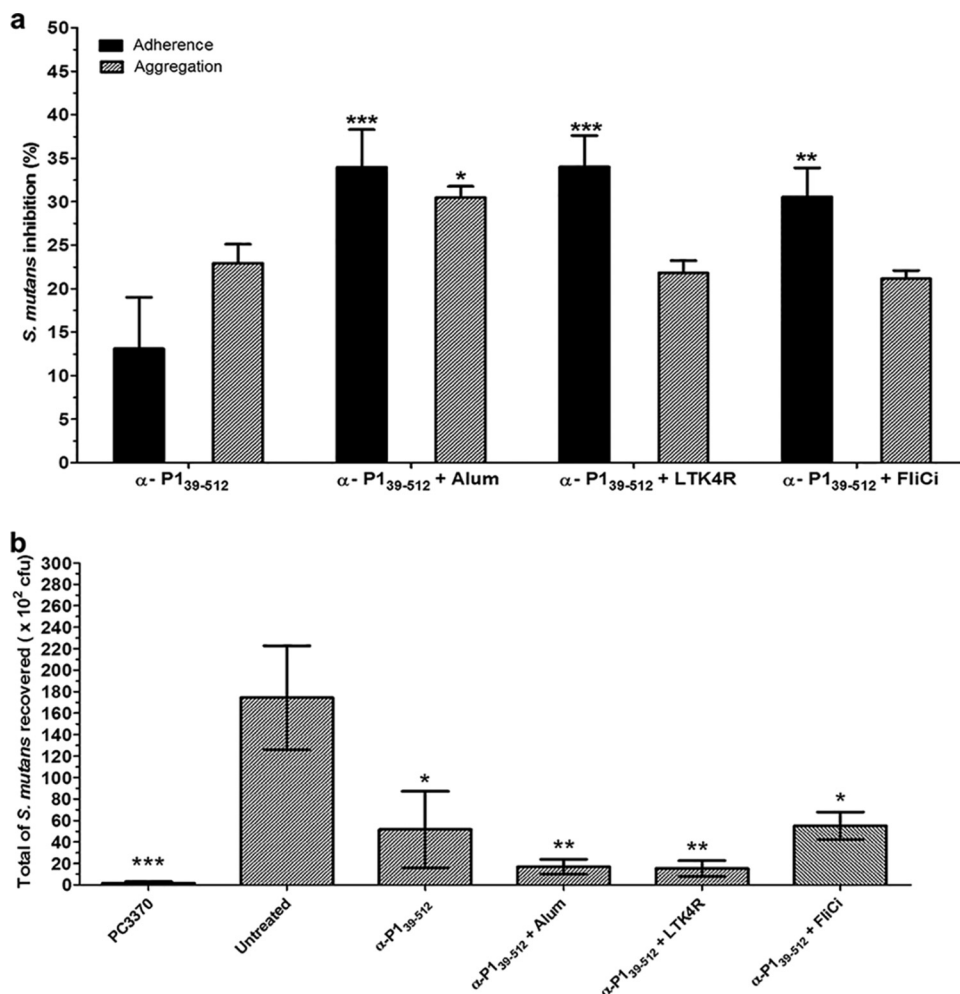 a
50
45
40
35
30
25
20
15
10
5
0
S. mutans inhibition (%)
Adherence
Aggregation
***
*
***
**
α- P1₃₉₋₅₁₂
α- P1₃₉₋₅₁₂ + Alum
α- P1₃₉₋₅₁₂ + LTK4R
α- P1₃₉₋₅₁₂ + FliCi
b
300
280
260
240
220
200
180
160
140
120
100
80
60
40
20
0
Total of S. mutans recovered ( x 10² cfu)
***
*
**
**
*
PC3370
Untreated
α-P1₃₉₋₅₁₂
α-P1₃₉₋₅₁₂ + Alum
α-P1₃₉₋₅₁₂ + LTK4R
α-P1₃₉₋₅₁₂ + FliCi